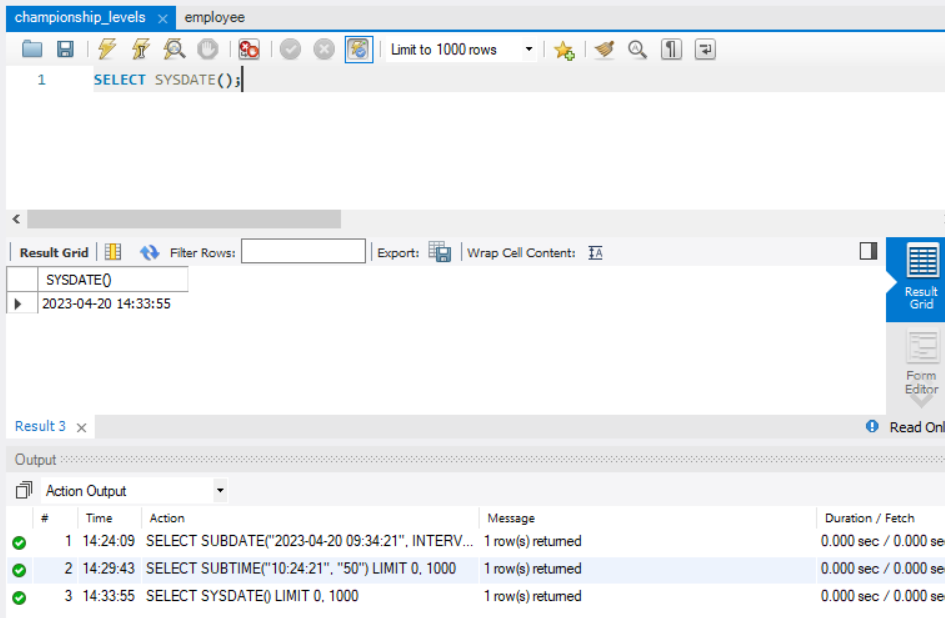 championship_levels × employee
Limit to 1000 rows
1 SELECT SYSDATE();
Result Grid Filter Rows: Export: Wrap Cell Content:
SYSDATE()
2023-04-20 14:33:55
Result Grid
Form Editor
Result 3 × Read Onl
Output
Action Output
# Time Action Message Duration / Fetch
1 14:24:09 SELECT SUBDATE("2023-04-20 09:34:21", INTERV... 1 row(s) returned 0.000 sec / 0.000 se
2 14:29:43 SELECT SUBTIME("10:24:21", "50") LIMIT 0, 1000 1 row(s) returned 0.000 sec / 0.000 se
3 14:33:55 SELECT SYSDATE() LIMIT 0, 1000 1 row(s) returned 0.000 sec / 0.000 se